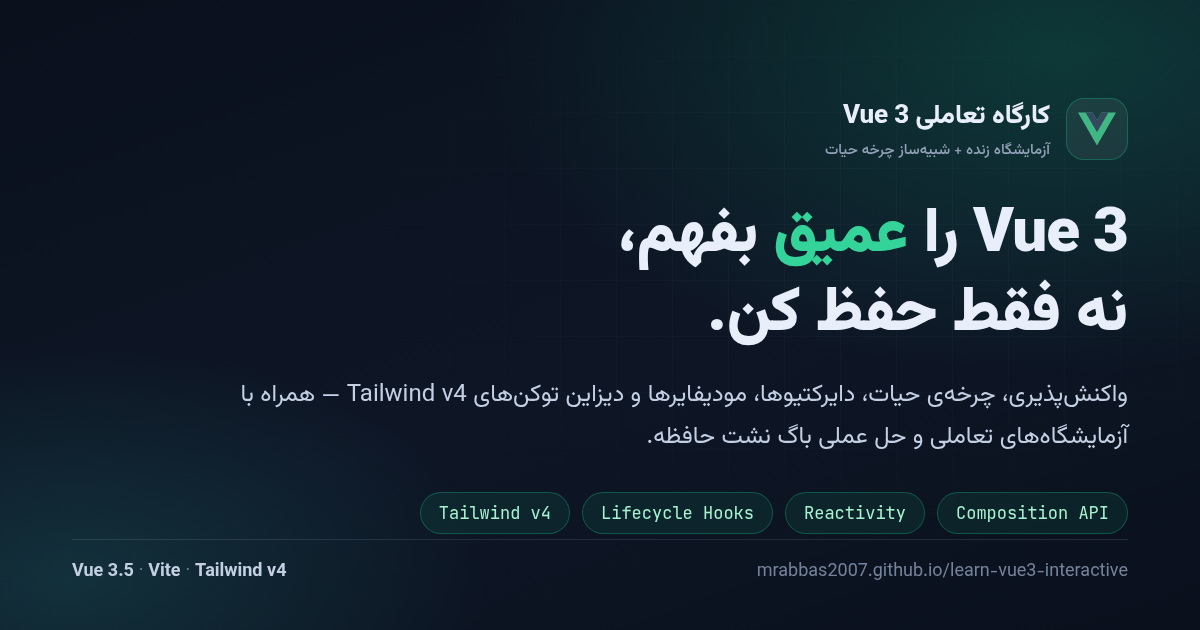 کارگاه تعاملی Vue 3
آزمایشگاه زنده + شبیه‌ساز چرخه حیات
Vue 3 را عمیق بفهم،
نه فقط حفظ کن.
واکنش‌پذیری، چرخه‌ی حیات، دایرکتیوها، مودیفایرها و دیزاین توکن‌های Tailwind v4 — همراه با
آزمایشگاه‌های تعاملی و حل عملی باگ نشت حافظه.
Composition API
Reactivity
Lifecycle Hooks
Tailwind v4
mrabbas2007.github.io/learn-vue3-interactive
Vue 3.5 · Vite · Tailwind v4